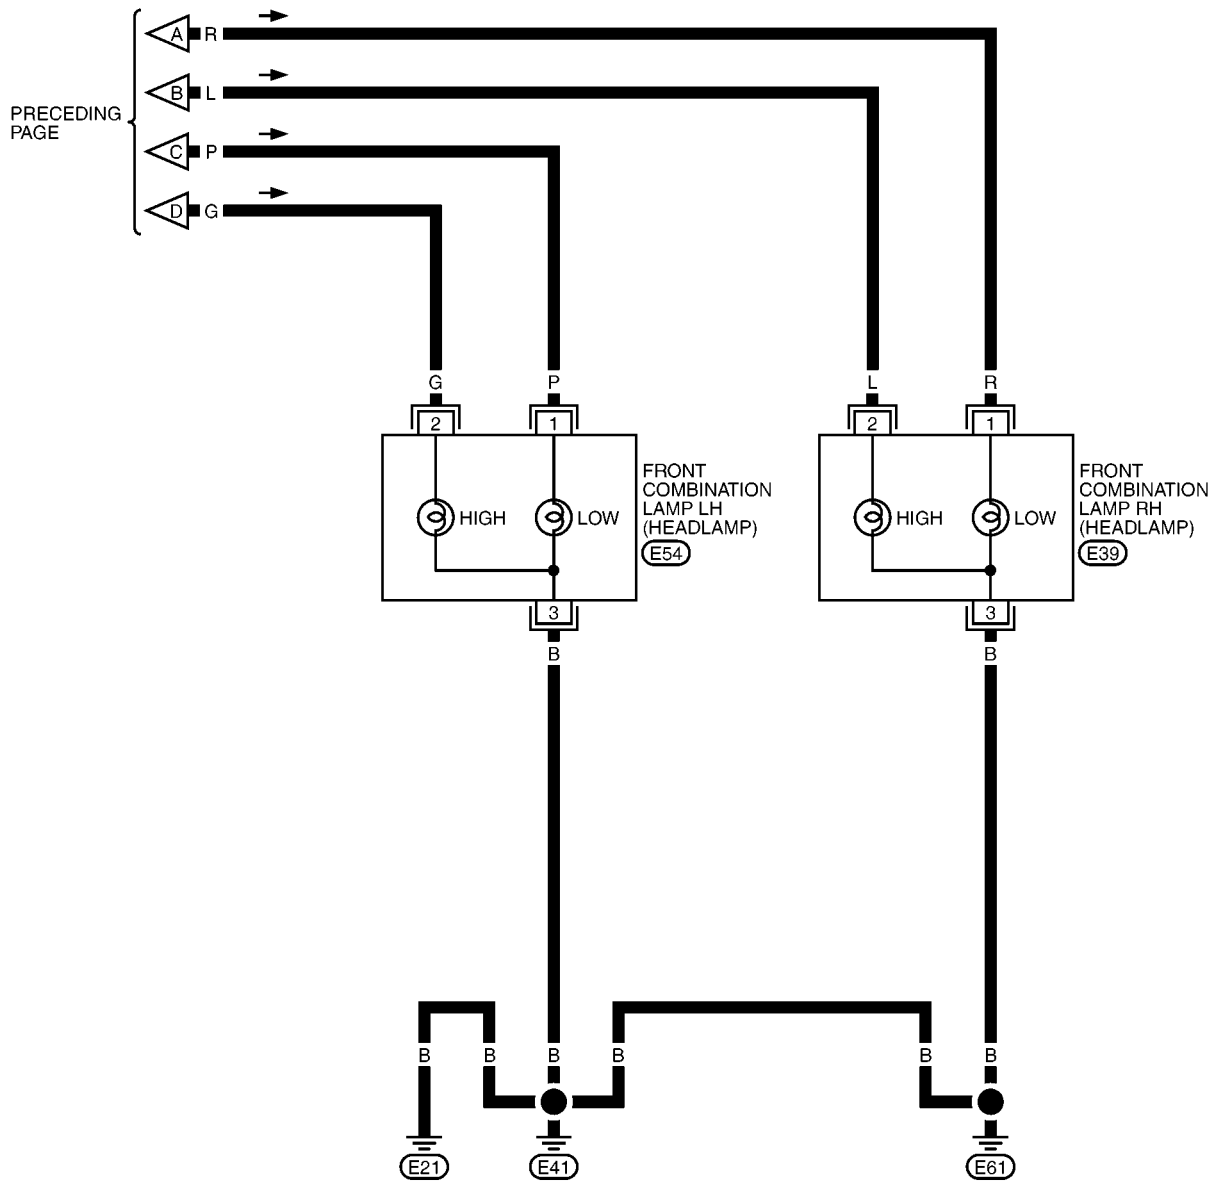 A R
B L
PRECEDING
PAGE
C P
D G
G P L R
2 1 2 1
FRONT
COMBINATION
LAMP LH
(HEADLAMP)
E54
HIGH LOW
FRONT
COMBINATION
LAMP RH
(HEADLAMP)
E39
HIGH LOW
3 3
B B
B B B B B B
E21 E41 E61